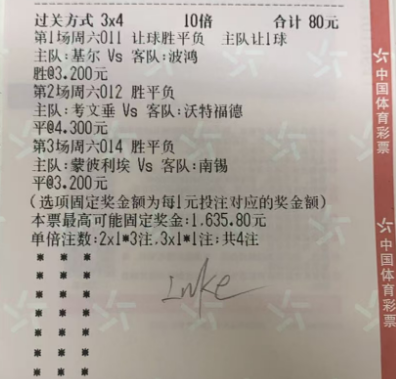 过关方式 3x4 10倍 合计 80元
第1场周六011 让球胜平负 主队让1球
主队:基尔 Vs 客队:波鸿
胜@3.200元
第2场周六012 胜平负
主队:考文垂 Vs 客队:沃特福德
平@4.300元
第3场周六014 胜平负
主队:蒙彼利埃 Vs 客队:南锡
平@3.200元
(选项固定奖金额为每1元投注对应的奖金额)
本票最高可能固定奖金:1,635.80元
单倍注数:2x1*3注,3x1*1注;共4注
中国体育彩票
中国体育彩票